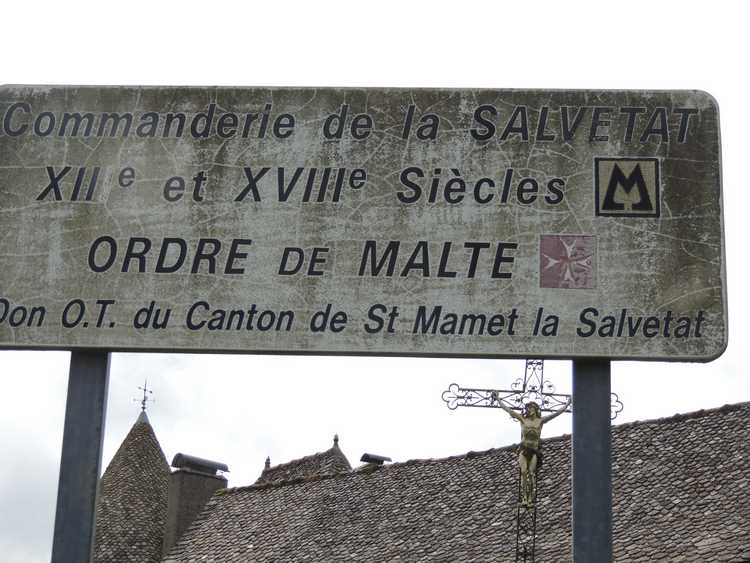 Commanderie de la SALVETAT
XIIe et XVIIIe Siècles M
ORDRE DE MALTE
Don O.T. du Canton de St Mamet la Salvetat